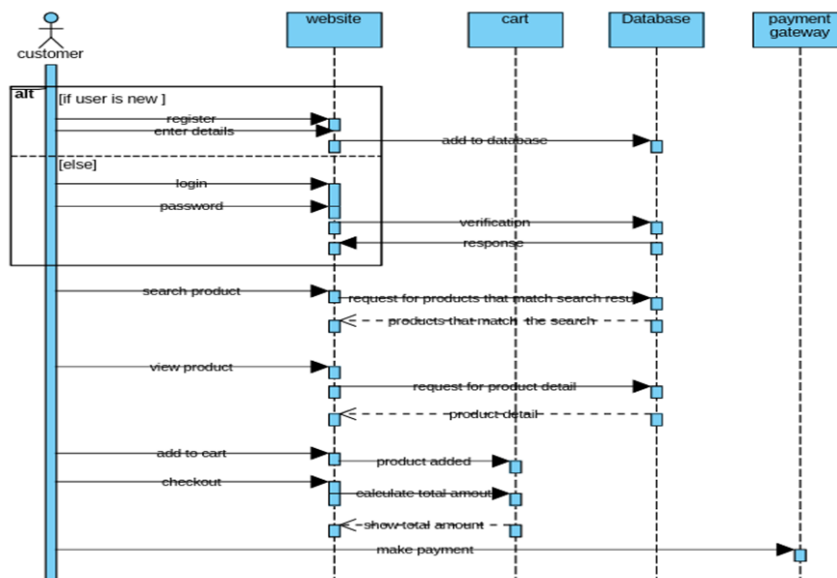 website
cart
Database
payment
gateway
customer
alt
[if user is new ]
register
enter details
add to database
[else]
login
password
verification
response
search product
request for products that match search resu
products that match the search
view product
request for product detail
product detail
add to cart
product added
checkout
calculate total amou
show total amount
make payment